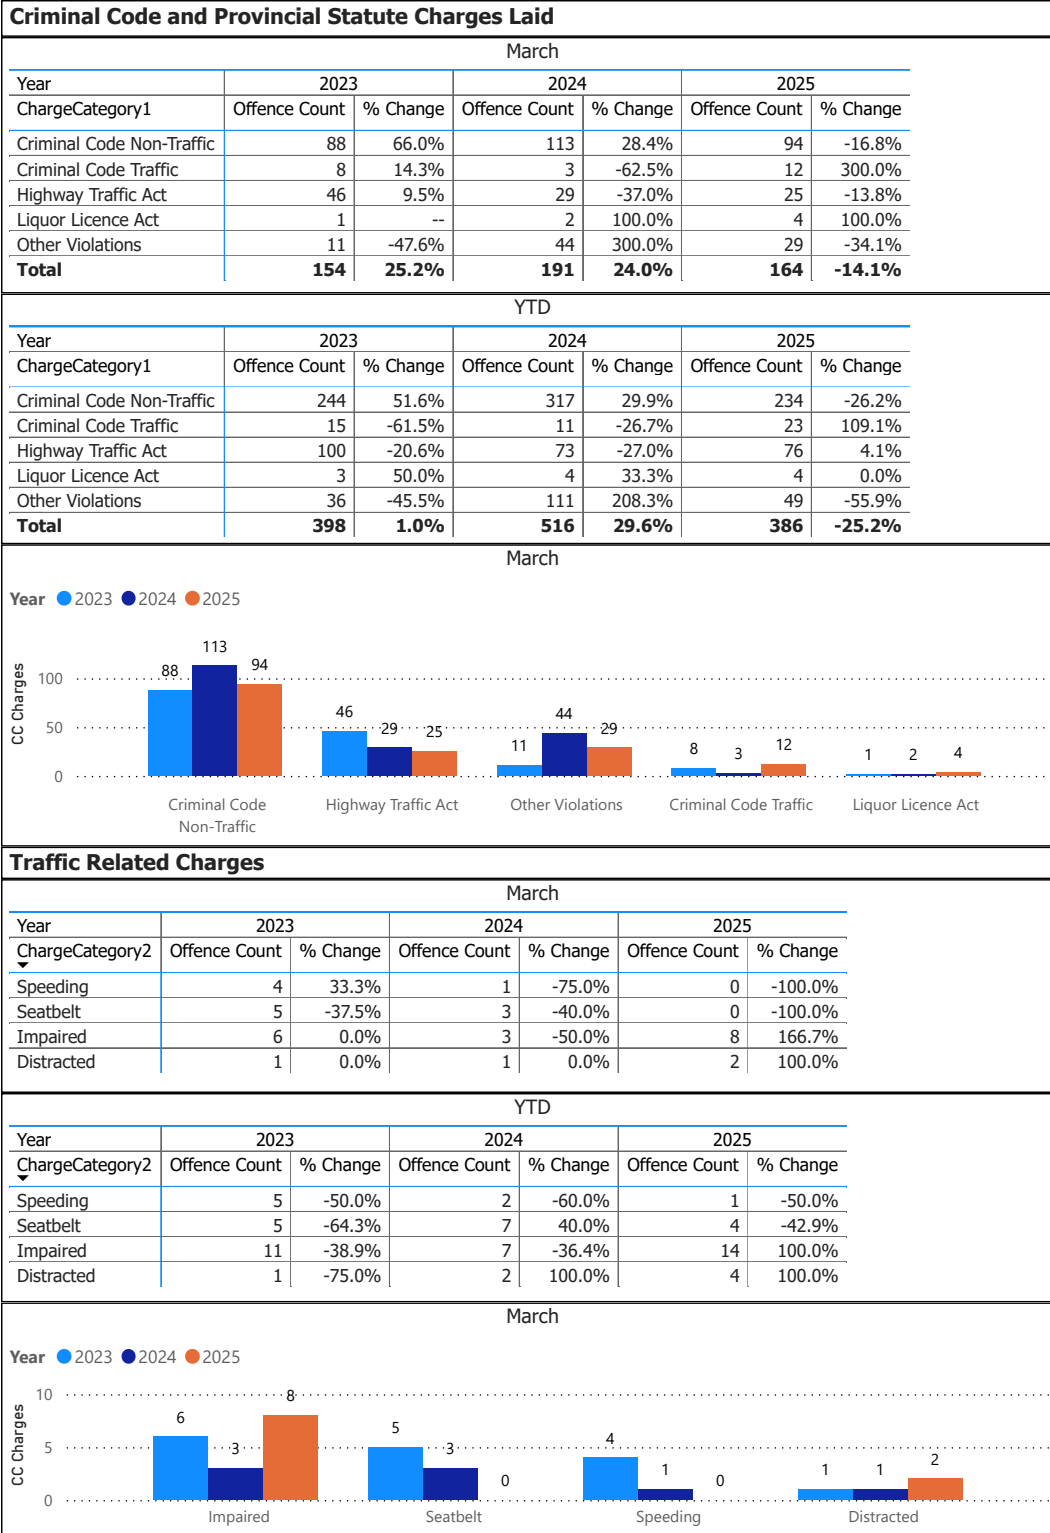 Criminal Code and Provincial Statute Charges Laid
March
Year 2023 2024 2025
ChargeCategory1 Offence Count % Change Offence Count % Change Offence Count % Change
Criminal Code Non-Traffic 88 66.0% 113 28.4% 94 -16.8%
Criminal Code Traffic 8 14.3% 3 -62.5% 12 300.0%
Highway Traffic Act 46 9.5% 29 -37.0% 25 -13.8%
Liquor Licence Act 1 -- 2 100.0% 4 100.0%
Other Violations 11 -47.6% 44 300.0% 29 -34.1%
Total 154 25.2% 191 24.0% 164 -14.1%
YTD
Year 2023 2024 2025
ChargeCategory1 Offence Count % Change Offence Count % Change Offence Count % Change
Criminal Code Non-Traffic 244 51.6% 317 29.9% 234 -26.2%
Criminal Code Traffic 15 -61.5% 11 -26.7% 23 109.1%
Highway Traffic Act 100 -20.6% 73 -27.0% 76 4.1%
Liquor Licence Act 3 50.0% 4 33.3% 4 0.0%
Other Violations 36 -45.5% 111 208.3% 49 -55.9%
Total 398 1.0% 516 29.6% 386 -25.2%
March
Year 2023 2024 2025
CC Charges
100
50
0
88 113 94
46 29 25
11 44 29
8 3 12
1 2 4
Criminal Code Non-Traffic
Highway Traffic Act
Other Violations
Criminal Code Traffic
Liquor Licence Act
Traffic Related Charges
March
Year 2023 2024 2025
ChargeCategory2 Offence Count % Change Offence Count % Change Offence Count % Change
Speeding 4 33.3% 1 -75.0% 0 -100.0%
Seatbelt 5 -37.5% 3 -40.0% 0 -100.0%
Impaired 6 0.0% 3 -50.0% 8 166.7%
Distracted 1 0.0% 1 0.0% 2 100.0%
YTD
Year 2023 2024 2025
ChargeCategory2 Offence Count % Change Offence Count % Change Offence Count % Change
Speeding 5 -50.0% 2 -60.0% 1 -50.0%
Seatbelt 5 -64.3% 7 40.0% 4 -42.9%
Impaired 11 -38.9% 7 -36.4% 14 100.0%
Distracted 1 -75.0% 2 100.0% 4 100.0%
March
Year 2023 2024 2025
CC Charges
10
5
0
6 3 8
5 3 0
4 1 0
1 1 2
Impaired
Seatbelt
Speeding
Distracted